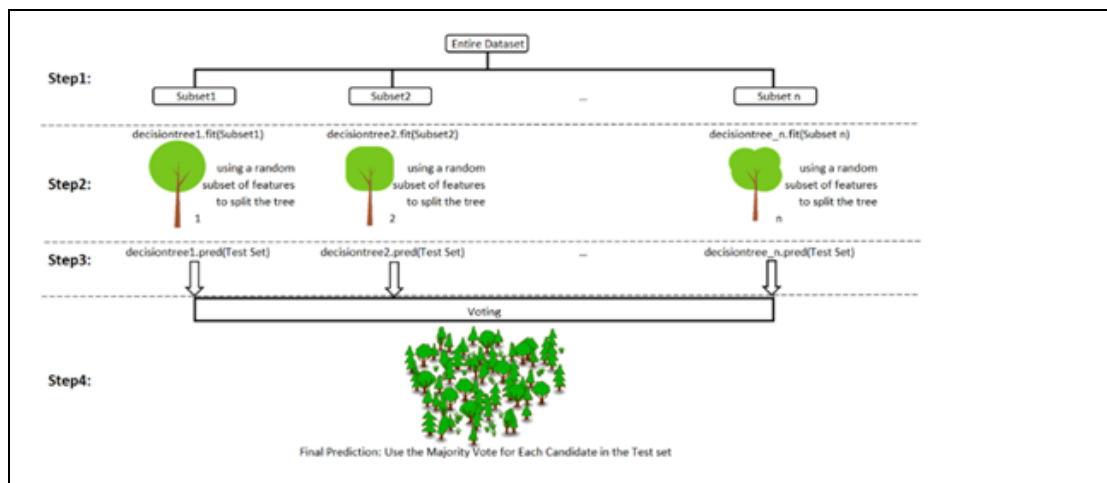 Entire Dataset
Step1:
Subset1 Subset2 ... Subset n
decisiontree1.fit(Subset1) decisiontree2.fit(Subset2) decisiontree_n.fit(Subset n)
using a random using a random using a random
Step2: subset of features subset of features subset of features
to split the tree to split the tree to split the tree
1 2 n
decisiontree1.pred(Test Set) decisiontree2.pred(Test Set) ... decisiontree_n.pred(Test Set)
Step3:
Voting
Step4:
Final Prediction: Use the Majority Vote for Each Candidate in the Test set